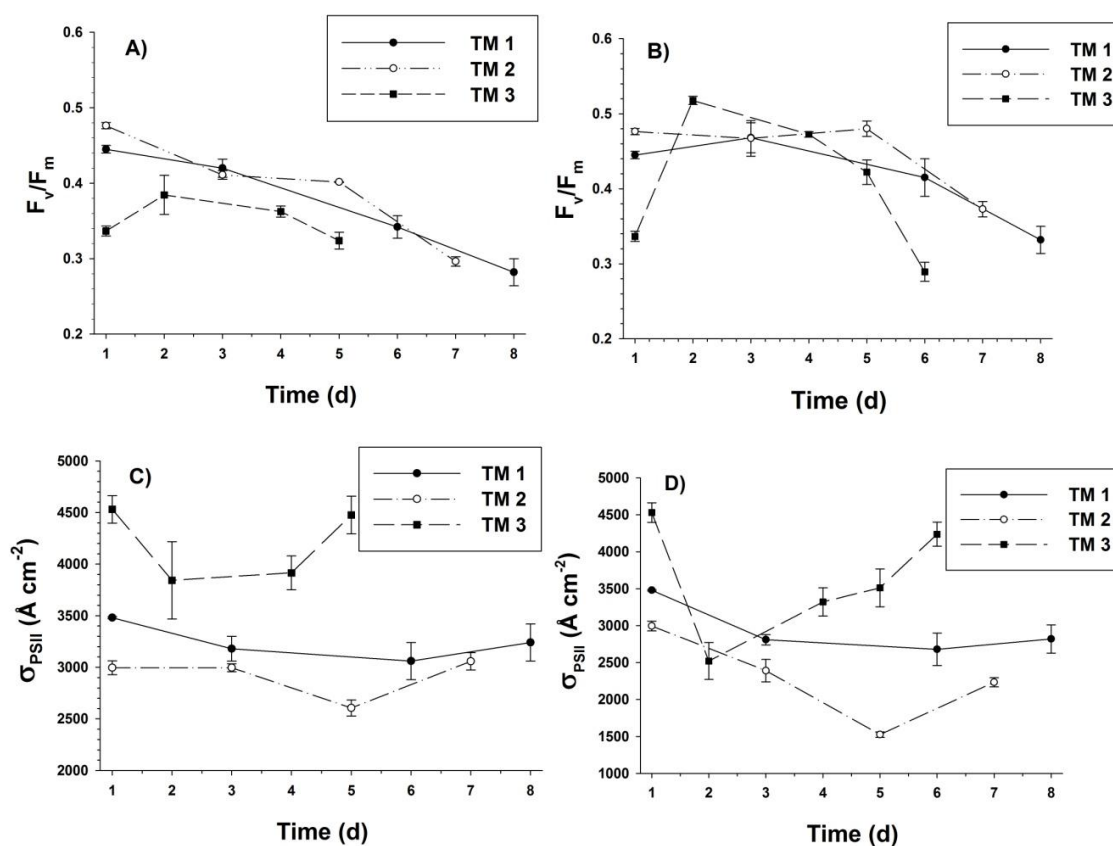 A)
TM 1
TM 2
TM 3
0.6
0.5
0.4
0.3
0.2
Fv/Fm
1 2 3 4 5 6 7 8
Time (d)
B)
TM 1
TM 2
TM 3
0.6
0.5
0.4
0.3
0.2
Fv/Fm
1 2 3 4 5 6 7 8
Time (d)
C)
TM 1
TM 2
TM 3
5000
4500
4000
3500
3000
2500
2000
σPSII (Å cm-2)
1 2 3 4 5 6 7 8
Time (d)
D)
TM 1
TM 2
TM 3
5000
4500
4000
3500
3000
2500
2000
1500
1000
σPSII (Å cm-2)
1 2 3 4 5 6 7 8
Time (d)